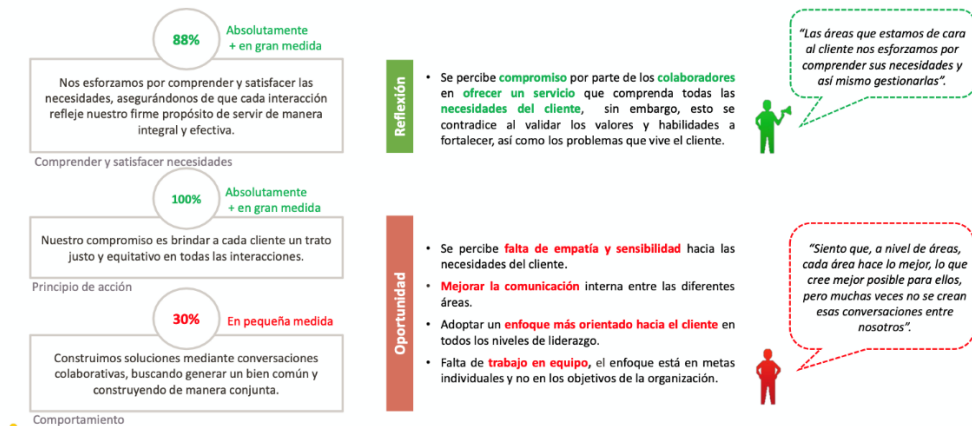 88%
Absolutamente
+ en gran medida
Nos esforzamos por comprender y satisfacer las
necesidades, asegurándonos de que cada interacción
refleje nuestro firme propósito de servir de manera
integral y efectiva.
Comprender y satisfacer necesidades
100%
Absolutamente
+ en gran medida
Nuestro compromiso es brindar a cada cliente un trato
justo y equitativo en todas las interacciones.
Principio de acción
30%
En pequeña medida
Construimos soluciones mediante conversaciones
colaborativas, buscando generar un bien común y
construyendo de manera conjunta.
Comportamiento
Reflexión
• Se percibe compromiso por parte de los colaboradores
en ofrecer un servicio que comprenda todas las
necesidades del cliente, sin embargo, esto se
contradice al validar los valores y habilidades a
fortalecer, así como los problemas que vive el cliente.
“Las áreas que estamos de cara
al cliente nos esforzamos por
comprender sus necesidades y
así mismo gestionarlas”.
Oportunidad
• Se percibe falta de empatía y sensibilidad hacia las
necesidades del cliente.
• Mejorar la comunicación interna entre las diferentes
áreas.
• Adoptar un enfoque más orientado hacia el cliente en
todos los niveles de liderazgo.
• Falta de trabajo en equipo, el enfoque está en metas
individuales y no en los objetivos de la organización.
“Siento que, a nivel de áreas,
cada área hace lo mejor, lo que
cree mejor posible para ellos,
pero muchas veces no se crean
esas conversaciones entre
nosotros”.